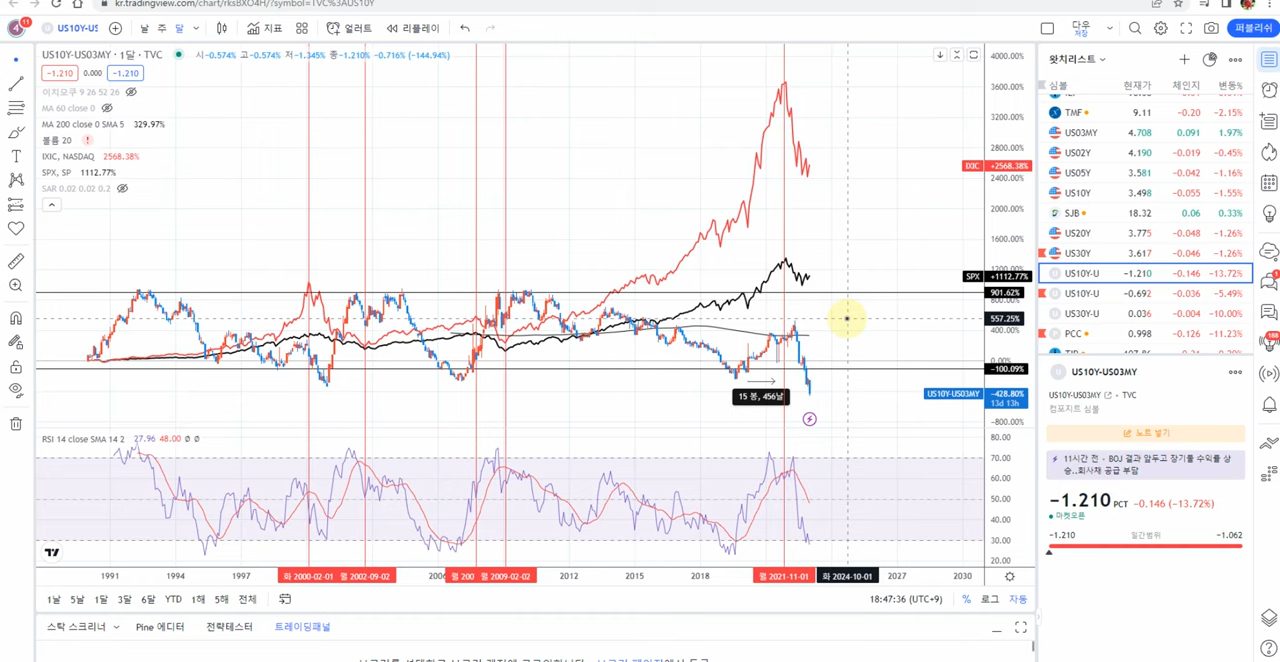 kr.tradingview.com/chart/rks8XO4H/?symbol=TVC%3AUS10Y
11
US10Y-US
날 주 달
지표
얼러트
리플레이
다우
저장
퍼블리쉬
US10Y-US03MY · 1달 · TVC
시-0.574% 고-0.574% 저-1.345% 종-1.210% -0.716% (-144.94%)
-1.210 0.000 -1.210
이치모쿠 9 26 52 26
MA 60 close 0
MA 200 close 0 SMA 5 329.97%
볼륨 20
IXIC, NASDAQ 2568.38%
SPX, SP 1112.77%
SAR 0.02 0.02 0.2
4000.00%
3600.00%
3200.00%
2800.00%
IXIC +2568.38%
2400.00%
2000.00%
1600.00%
1200.00%
SPX +1112.77%
901.62%
800.00%
557.25%
400.00%
0.00%
-100.09%
US10Y-US03MY -428.80%
13d 13h
-800.00%
15 봉, 456날
RSI 14 close SMA 14 2 27.96 48.00 Ø Ø
80.00
70.00
60.00
50.00
40.00
30.00
20.00
1991 1994 1997 화 2000-02-01 월 2002-09-02 2006 월 200 월 2009-02-02 2012 2015 2018 월 2021-11-01 화 2024-10-01 2027 2030
1날 5날 1달 3달 6달 YTD 1해 5해 전체
18:47:36 (UTC+9) % 로그 자동
스탁 스크리너 Pine 에디터 전략테스터 트레이딩패널
왓치리스트
심볼 현재가 체인지 변동%
TMF 9.11 -0.20 -2.15%
US03MY 4.708 0.091 1.97%
US02Y 4.190 -0.019 -0.45%
US05Y 3.581 -0.042 -1.16%
US10Y 3.498 -0.055 -1.55%
SJB 18.32 0.06 0.33%
US20Y 3.775 -0.048 -1.26%
US30Y 3.617 -0.046 -1.26%
US10Y-U -1.210 -0.146 -13.72%
US10Y-U -0.692 -0.036 -5.49%
US30Y-U 0.036 -0.004 -10.00%
PCC 0.998 -0.126 -11.23%
US10Y-US03MY
US10Y-US03MY · TVC
컴포지트 심볼
노트 넣기
11시간 전 - BOJ 결과 앞두고 장기물 수익률 상
승..회사채 공급 부담
-1.210 PCT -0.146 (-13.72%)
마켓오픈
-1.210 일간범위 -1.062